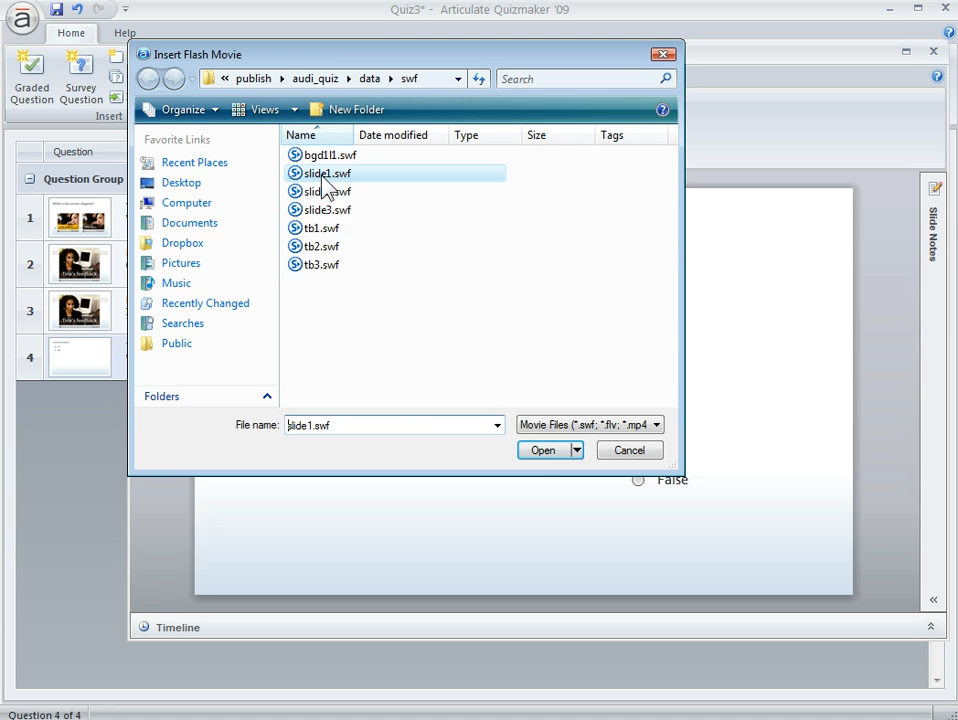 Quiz3* - Articulate Quizmaker '09
Home
Help
Graded
Question
Survey
Question
Insert
Question
Question Group
1
2
3
4
Insert Flash Movie
« publish audi_quiz data swf
Search
Organize
Views
New Folder
Favorite Links
Recent Places
Desktop
Computer
Documents
Dropbox
Pictures
Music
Recently Changed
Searches
Public
Folders
Name
Date modified
Type
Size
Tags
bgd1l1.swf
slide1.swf
slide2.swf
slide3.swf
tb1.swf
tb2.swf
tb3.swf
File name:
slide1.swf
Movie Files (*.swf; *.flv; *.mp4
Open
Cancel
False
Slide Notes
Timeline
Question 4 of 4